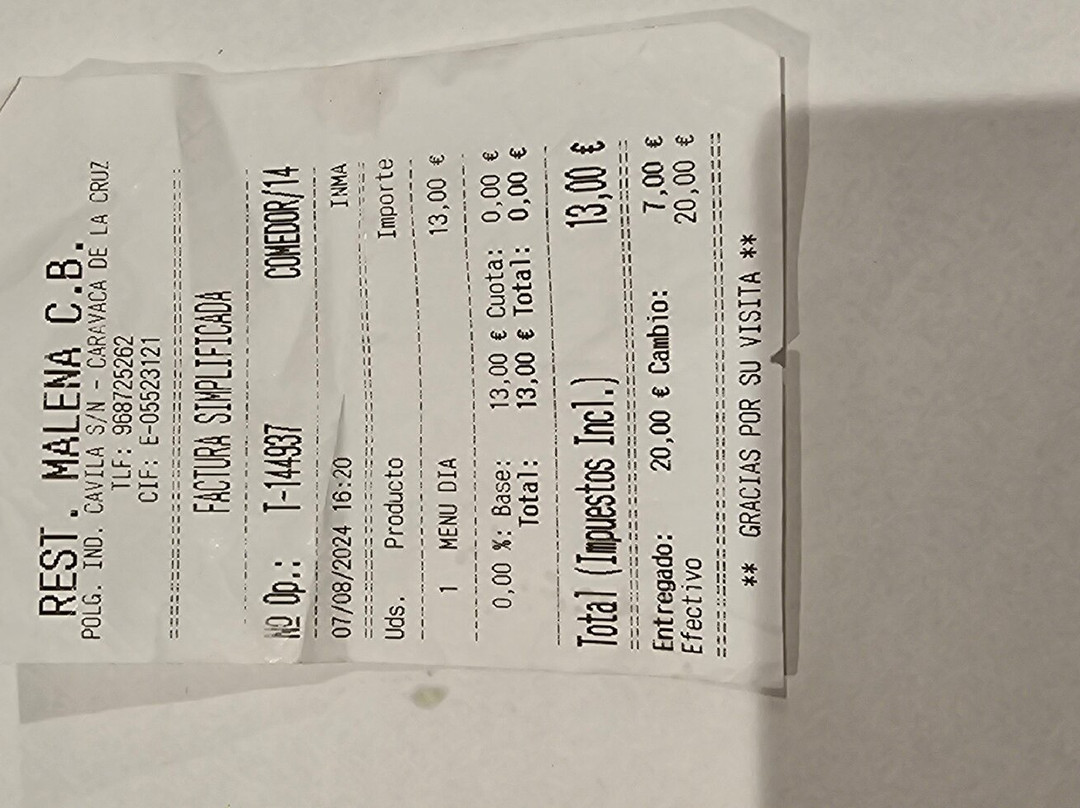 REST. MALENA C.B.
POLG. IND. CAVILA S/N - CARAVACA DE LA CRUZ
TLF: 968725262
CIF: E-05523121
FACTURA SIMPLIFICADA
Nº Op.: T-144937 COMEDOR/14
07/08/2024 16:20 INMA
Uds. Producto Importe
1 MENU DIA 13,00 €
0,00 %: Base: 13,00 € Cuota: 0,00 €
Total: 13,00 € Total: 0,00 €
Total (Impuestos Incl.) 13,00 €
Entregado: 20,00 € Cambio: 7,00 €
Efectivo 20,00 €
** GRACIAS POR SU VISITA **